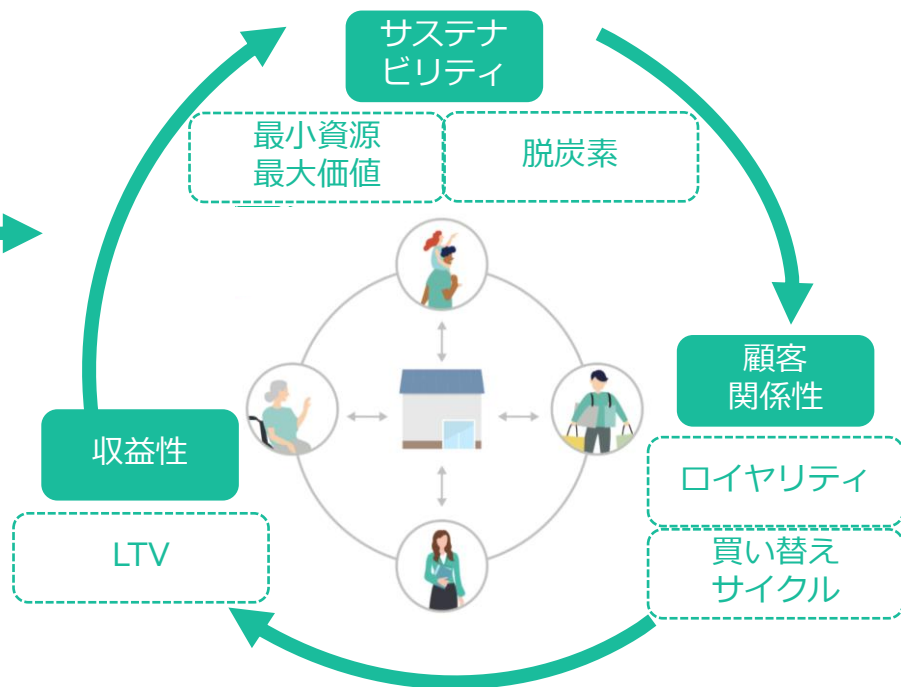 サステナ
ビリティ
最小資源
最大価値
脱炭素
顧客
関係性
ロイヤリティ
買い替え
サイクル
収益性
LTV